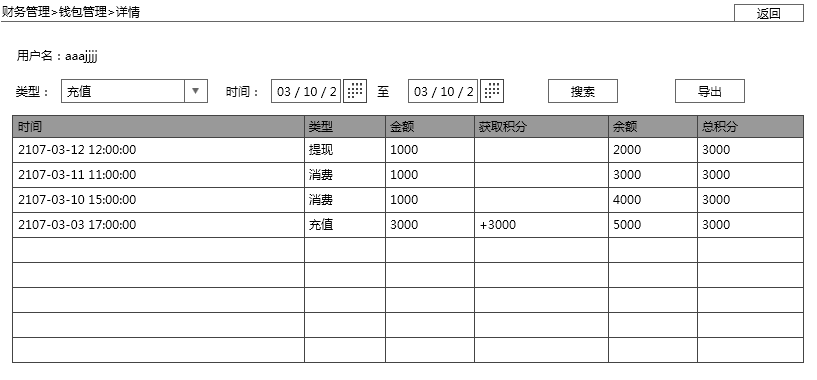 财务管理>钱包管理>详情 返回
用户名：aaajjjj
类型： 充值 时间： 03 / 10 / 2 至 03 / 10 / 2 搜索 导出
时间 类型 金额 获取积分 余额 总积分
2107-03-12 12:00:00 提现 1000 2000 3000
2107-03-11 11:00:00 消费 1000 3000 3000
2107-03-10 15:00:00 消费 1000 4000 3000
2107-03-03 17:00:00 充值 3000 +3000 5000 3000